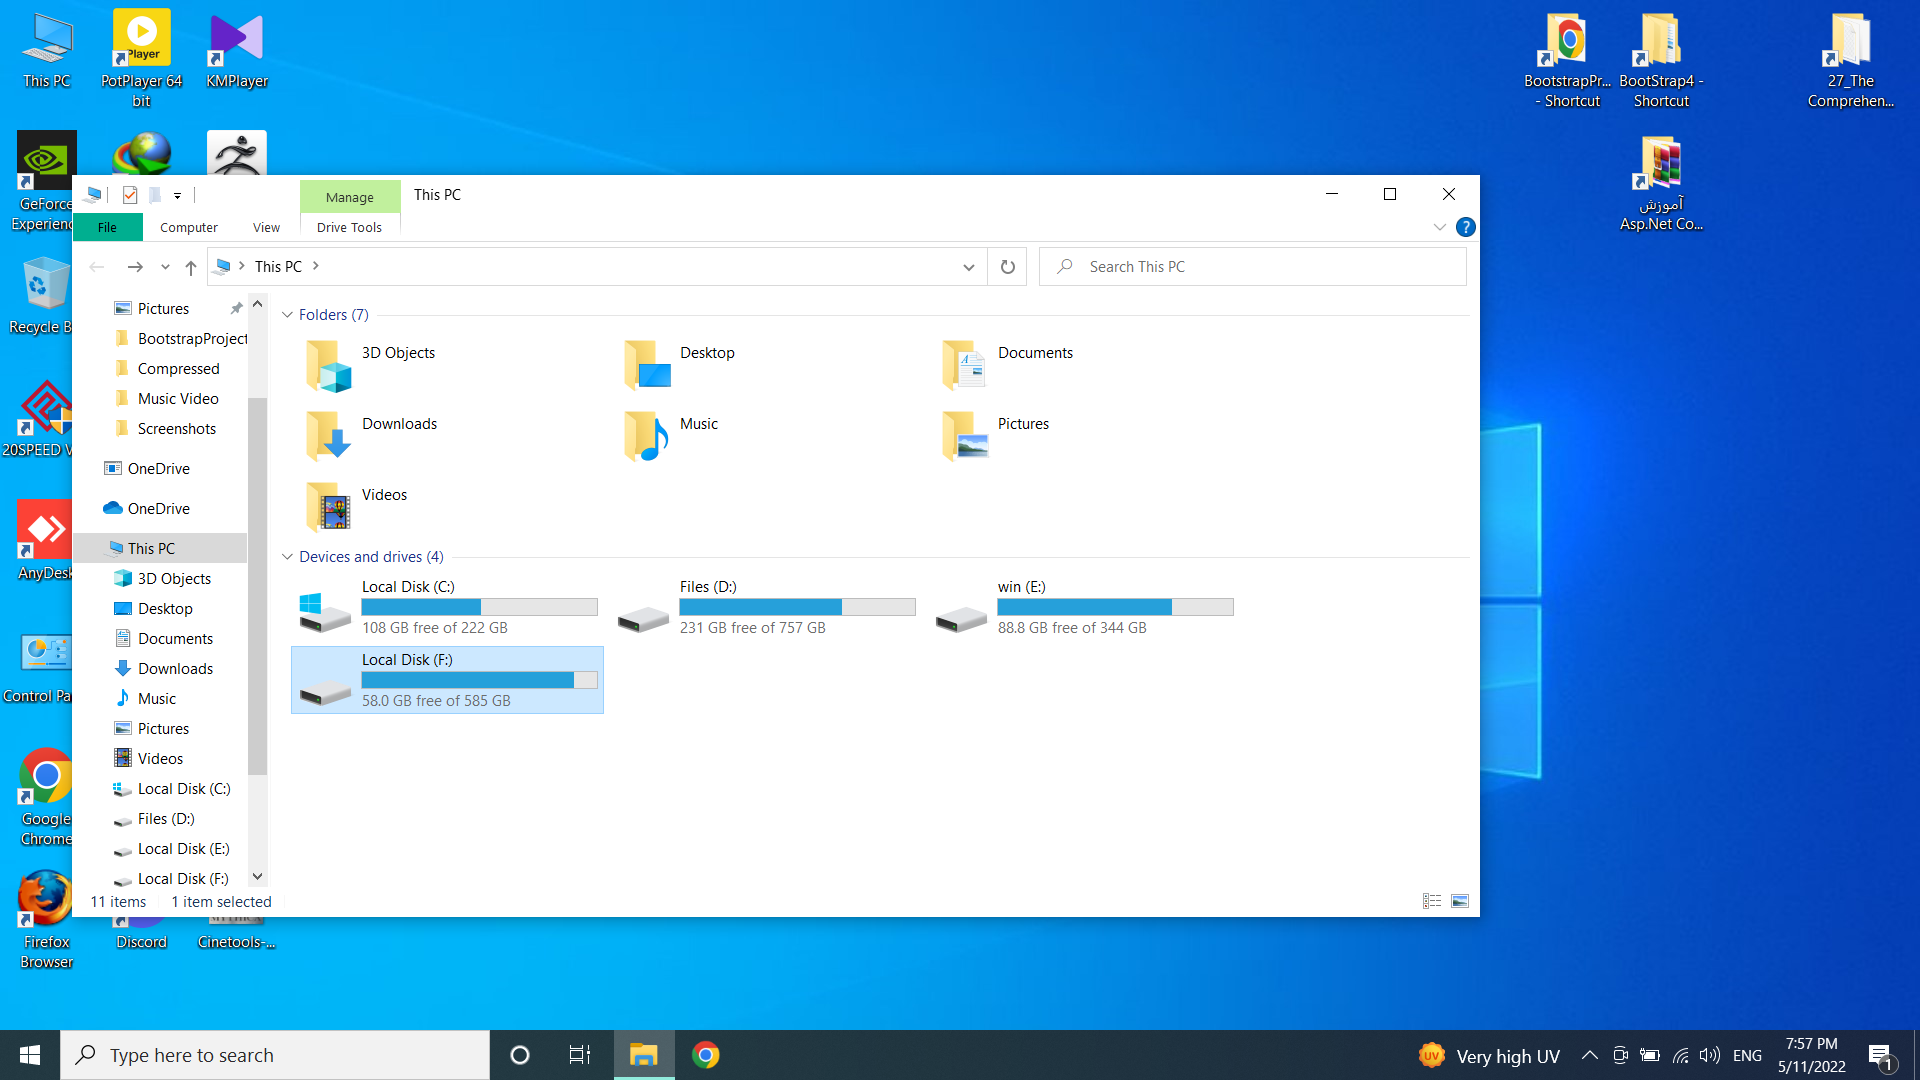 This PC
PotPlayer 64
bit
KMPlayer
BootstrapPr...
- Shortcut
BootStrap4 -
Shortcut
27_The
Comprehen...
آموزش
Asp.Net Co...
GeForce
Experienc
Recycle B
20SPEED V
AnyDesk
Control Pa
Google
Chrome
Firefox
Browser
Discord
Cinetools-...
Manage
This PC
File
Computer
View
Drive Tools
This PC
Search This PC
Pictures
BootstrapProject
Compressed
Music Video
Screenshots
OneDrive
OneDrive
This PC
3D Objects
Desktop
Documents
Downloads
Music
Pictures
Videos
Local Disk (C:)
Files (D:)
Local Disk (E:)
Local Disk (F:)
Folders (7)
3D Objects
Desktop
Documents
Downloads
Music
Pictures
Videos
Devices and drives (4)
Local Disk (C:)
108 GB free of 222 GB
Files (D:)
231 GB free of 757 GB
win (E:)
88.8 GB free of 344 GB
Local Disk (F:)
58.0 GB free of 585 GB
11 items
1 item selected
Type here to search
UV
Very high UV
ENG
7:57 PM
5/11/2022
1